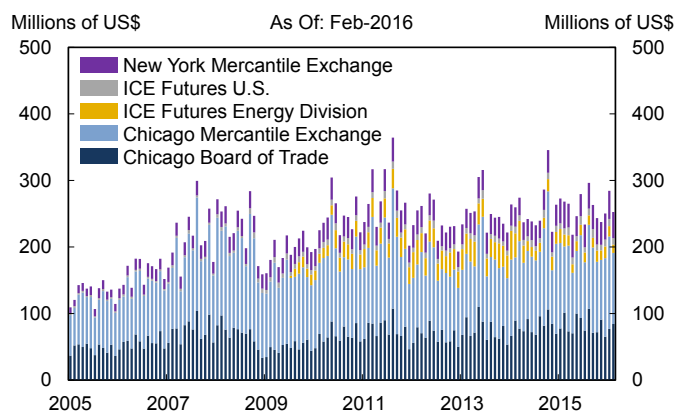 Millions of US$ As Of: Feb-2016 Millions of US$
500 500
New York Mercantile Exchange
ICE Futures U.S.
400 400
ICE Futures Energy Division
Chicago Mercantile Exchange
Chicago Board of Trade
300 300
200 200
100 100
0 0
2005 2007 2009 2011 2013 2015